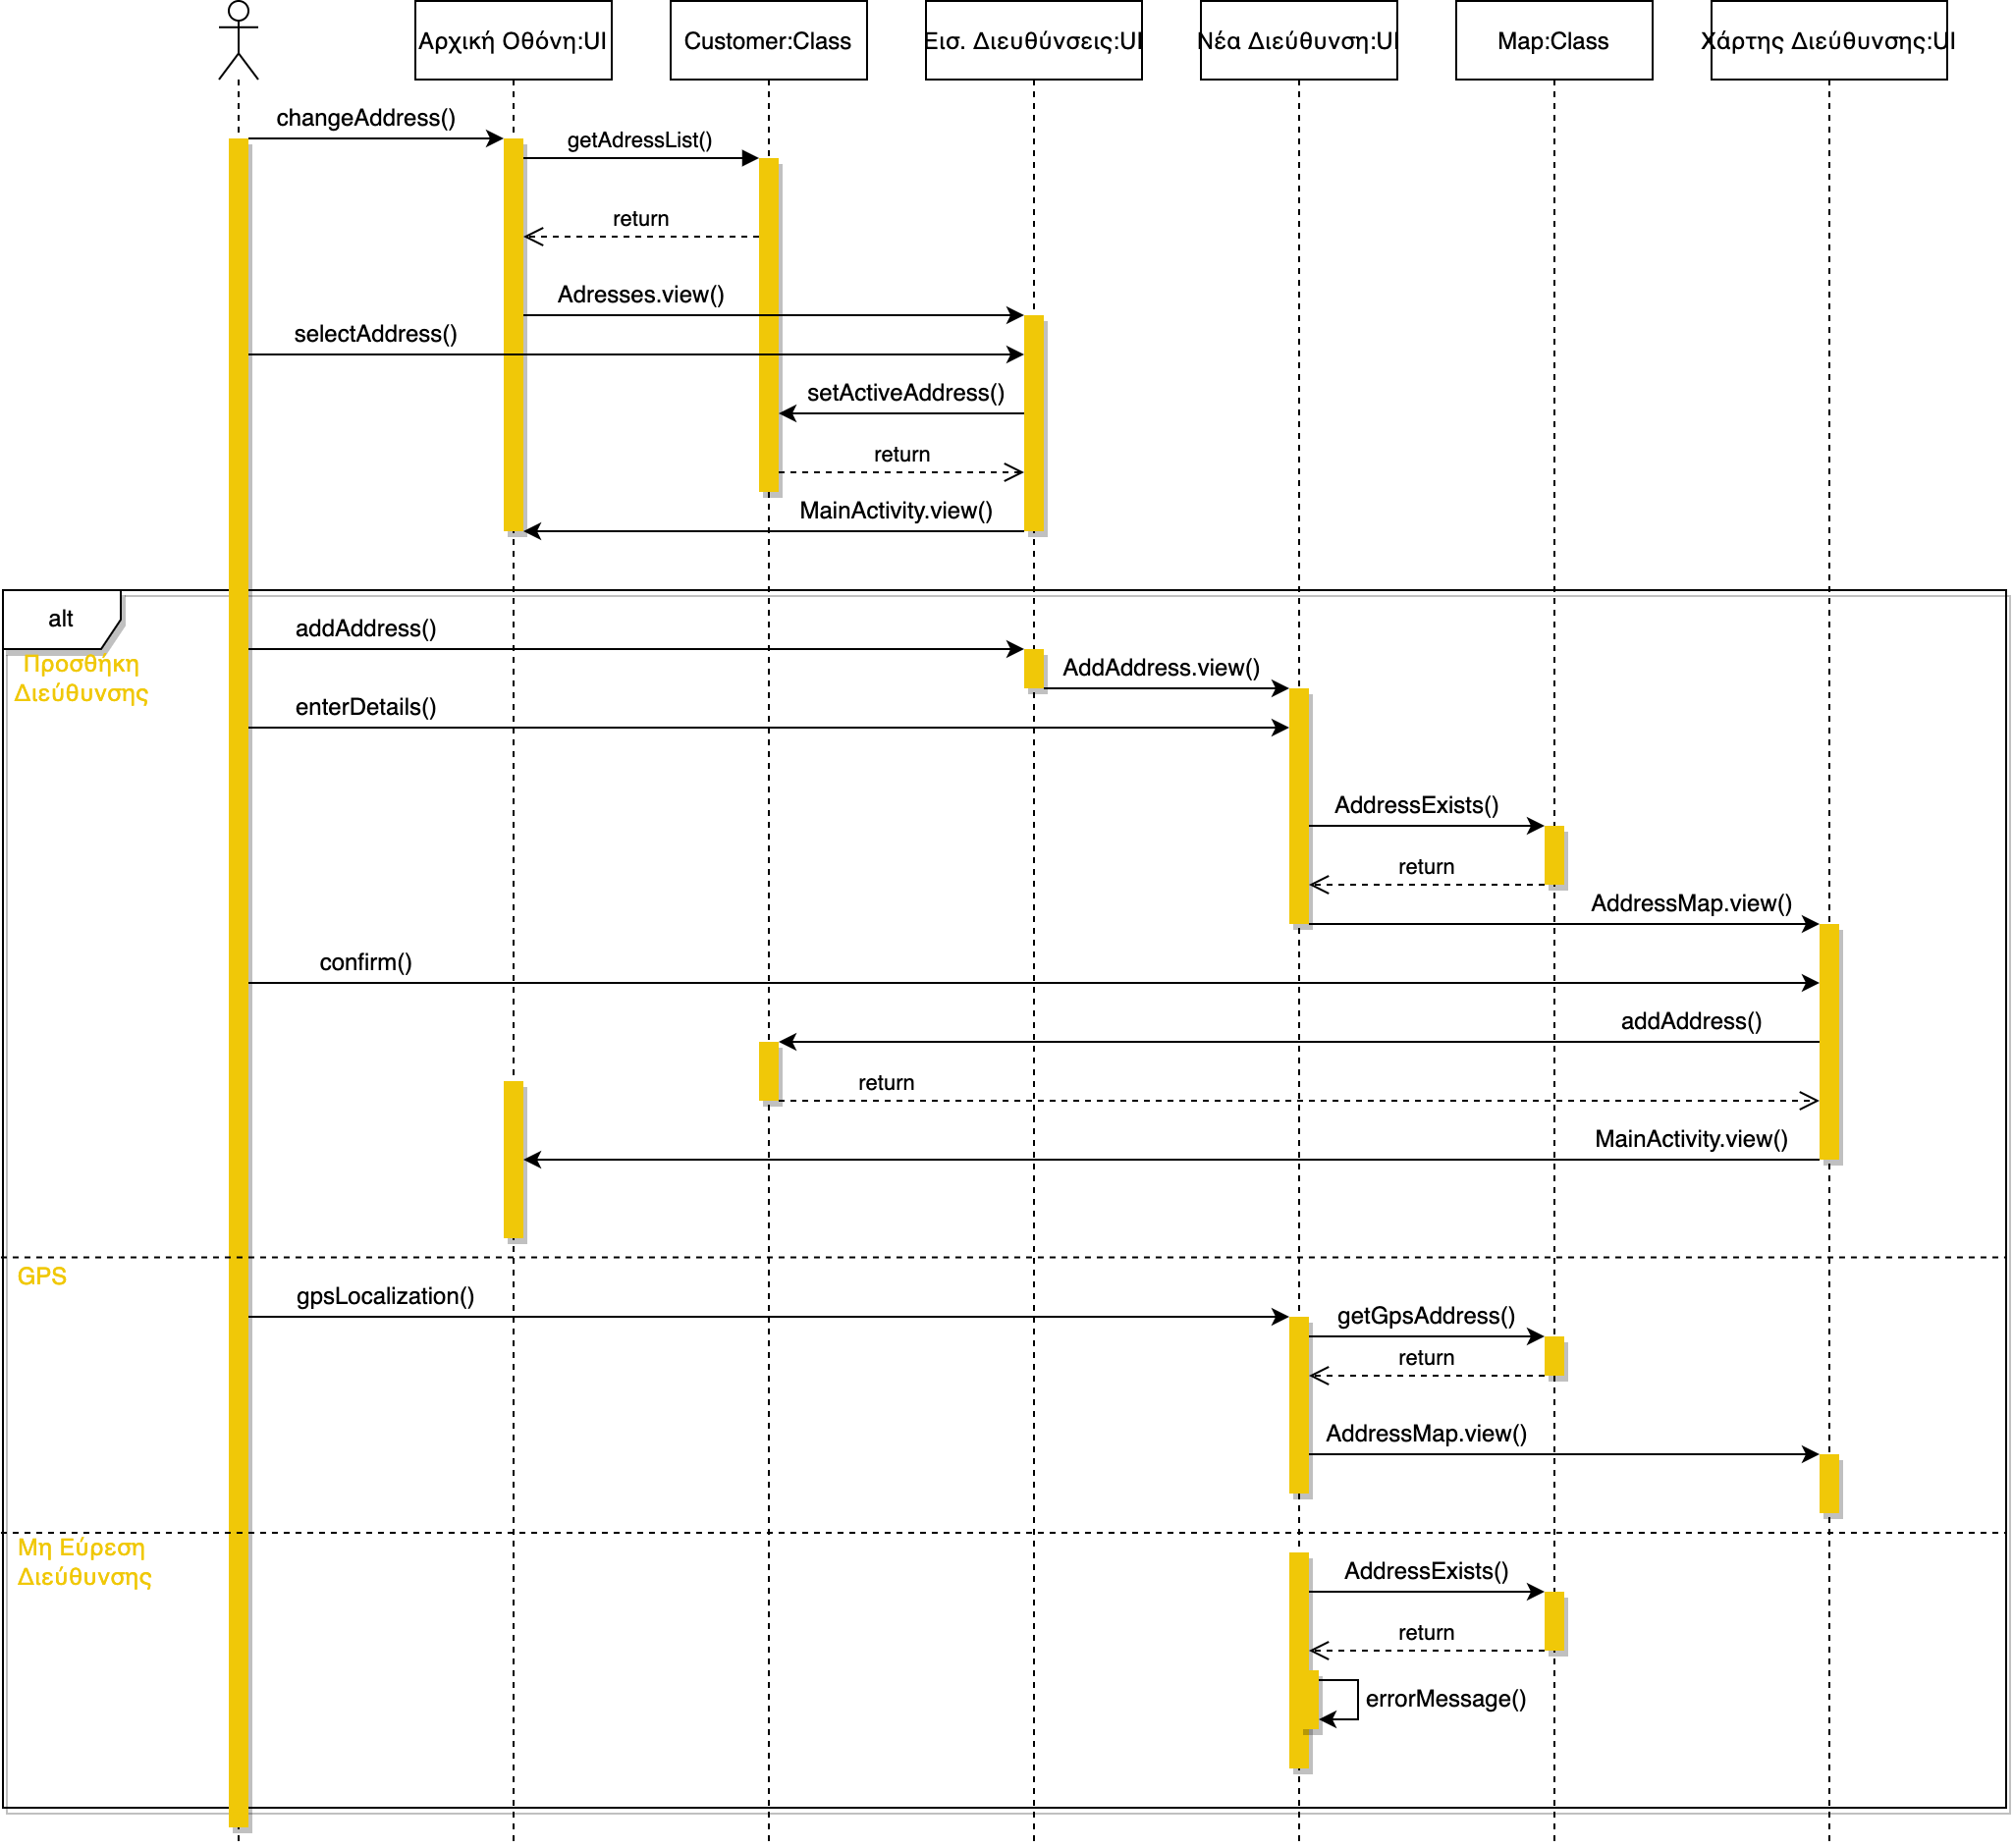 Αρχική Οθόνη:UI
Customer:Class
Εισ. Διευθύνσεις:UI
Νέα Διεύθυνση:UI
Map:Class
Χάρτης Διεύθυνσης:UI
changeAddress()
getAdressList()
return
Adresses.view()
selectAddress()
setActiveAddress()
return
MainActivity.view()
alt
Προσθήκη
Διεύθυνσης
addAddress()
AddAddress.view()
enterDetails()
AddressExists()
return
AddressMap.view()
confirm()
addAddress()
return
MainActivity.view()
GPS
gpsLocalization()
getGpsAddress()
return
AddressMap.view()
Μη Εύρεση
Διεύθυνσης
AddressExists()
return
errorMessage()